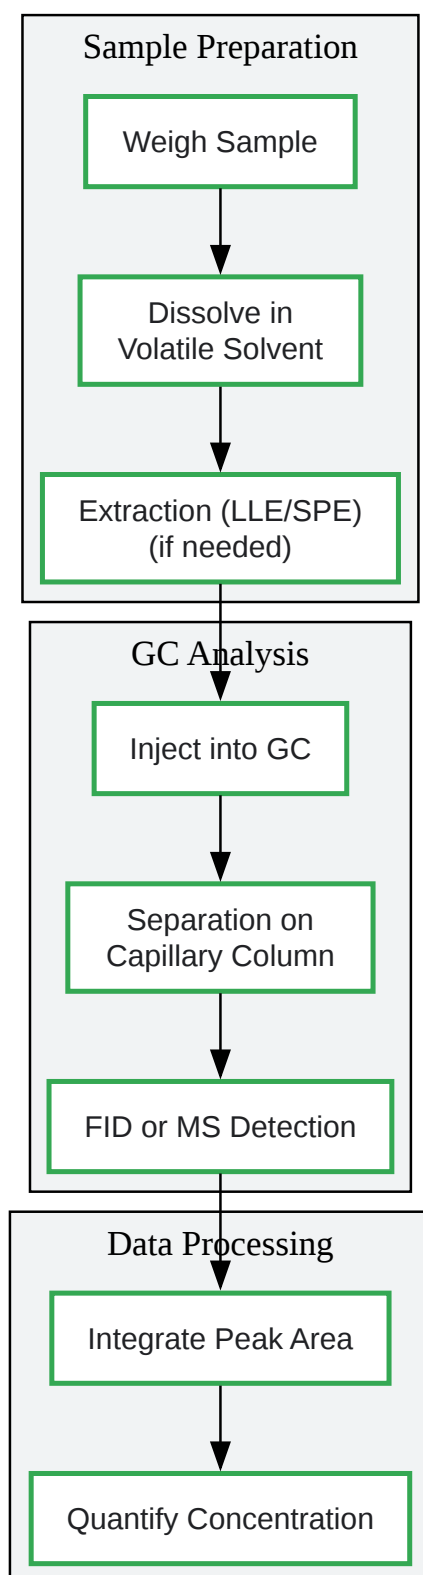 Sample Preparation
Weigh Sample
Dissolve in
Volatile Solvent
Extraction (LLE/SPE)
(if needed)
GC Analysis
Inject into GC
Separation on
Capillary Column
FID or MS Detection
Data Processing
Integrate Peak Area
Quantify Concentration